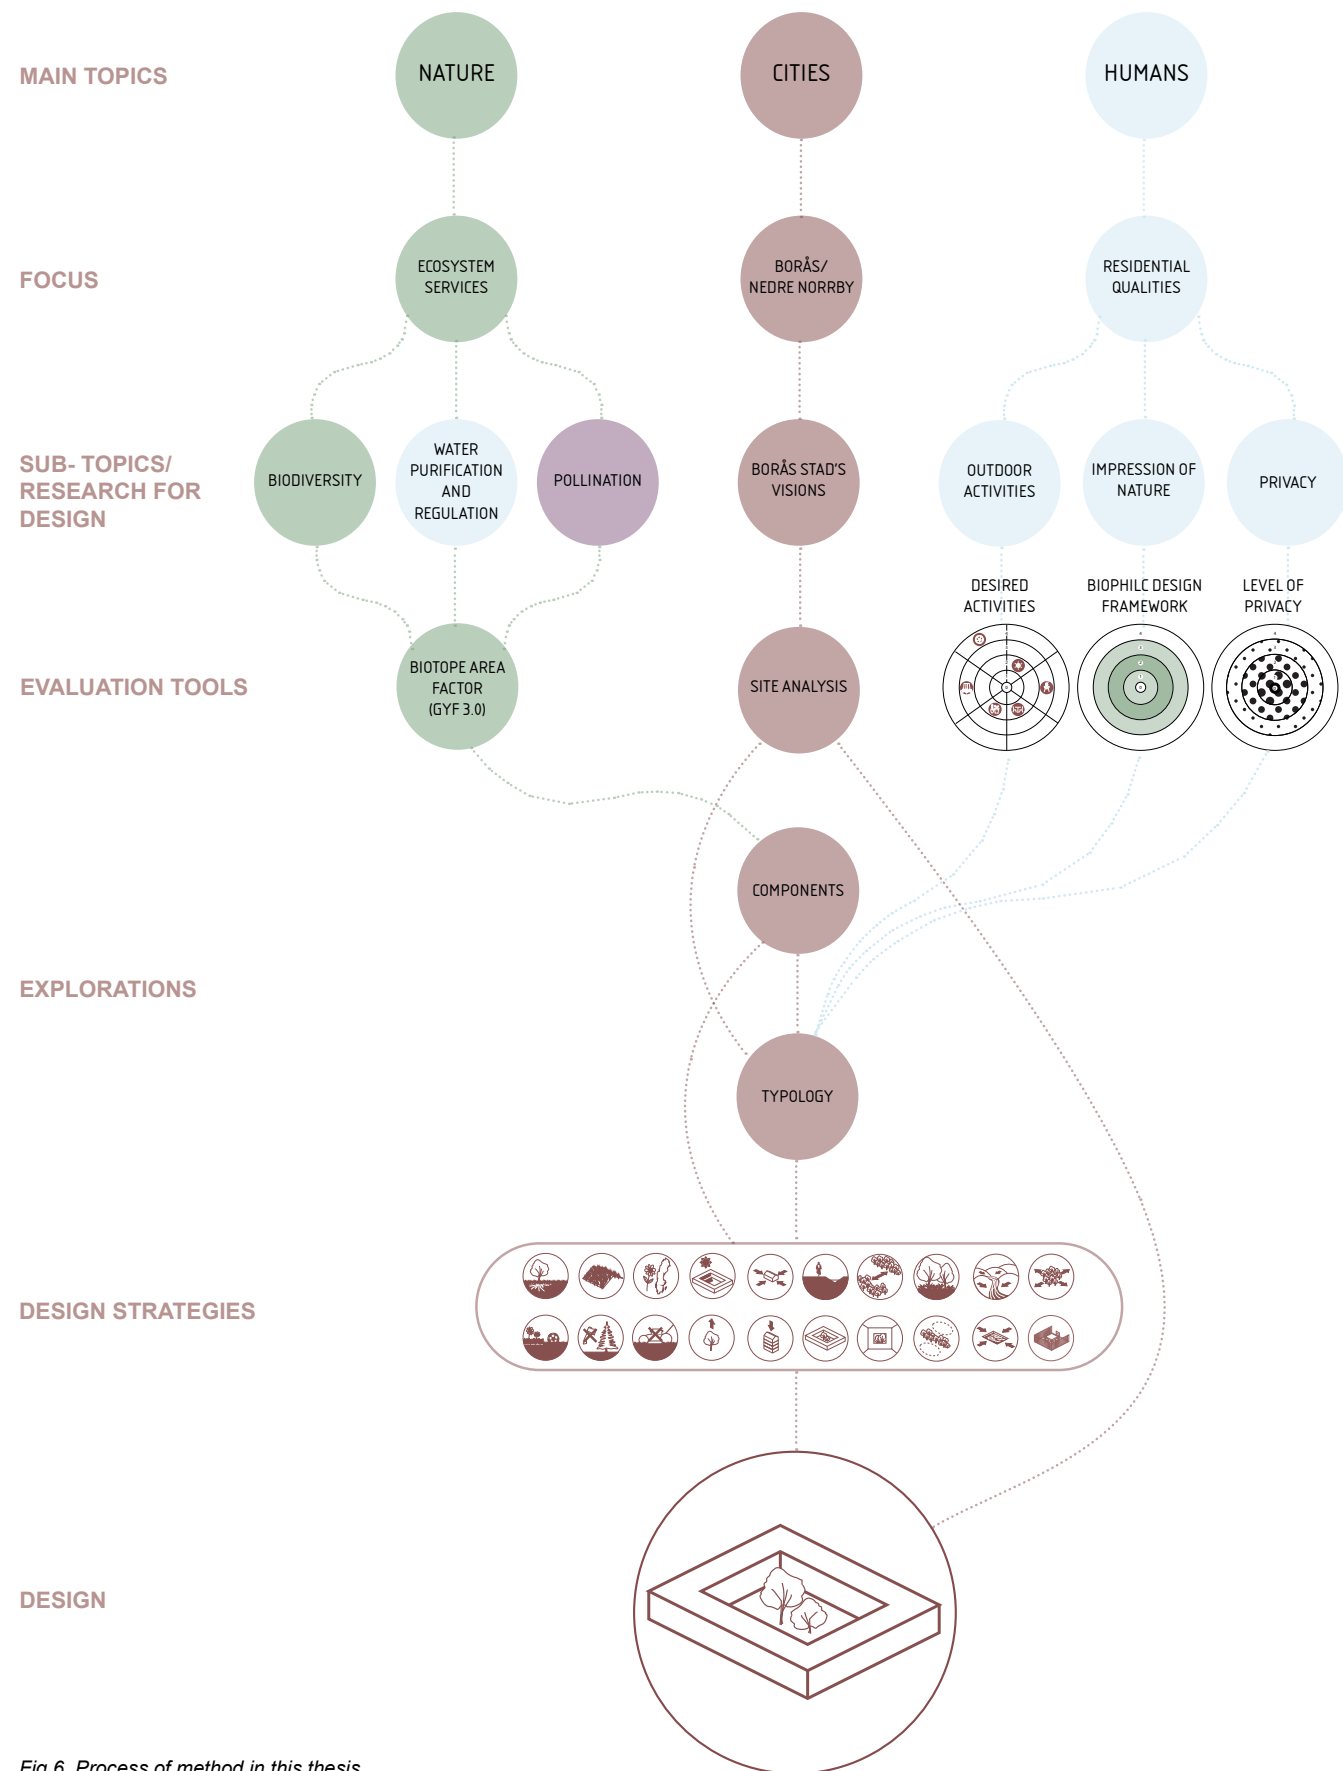 MAIN TOPICS
NATURE
CITIES
HUMANS
FOCUS
ECOSYSTEM
SERVICES
BORÅS/
NEDRE NORRBY
RESIDENTIAL
QUALITIES
SUB- TOPICS/
RESEARCH FOR
DESIGN
BIODIVERSITY
WATER
PURIFICATION
AND
REGULATION
POLLINATION
BORÅS STAD'S
VISIONS
OUTDOOR
ACTIVITIES
IMPRESSION OF
NATURE
PRIVACY
EVALUATION TOOLS
BIOTOPE AREA
FACTOR
(GYF 3.0)
SITE ANALYSIS
DESIRED
ACTIVITIES
BIOPHILC DESIGN
FRAMEWORK
LEVEL OF
PRIVACY
EXPLORATIONS
COMPONENTS
TYPOLOGY
DESIGN STRATEGIES
DESIGN
Fig 6. Process of method in this thesis